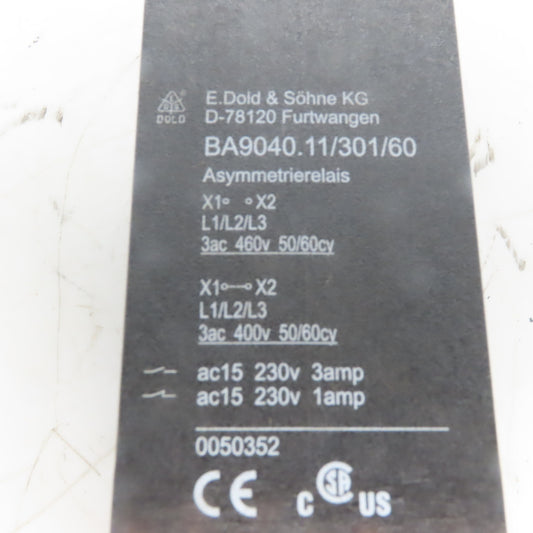 E.Dold & Söhne KG
DOLD D-78120 Furtwangen
BA9040.11/301/60
Asymmetrierelais
X1 X2
L1/L2/L3
3ac 460v 50/60cy
X1 X2
L1/L2/L3
3ac 400v 50/60cy
ac15 230v 3amp
ac15 230v 1amp
0050352
CE C SA US